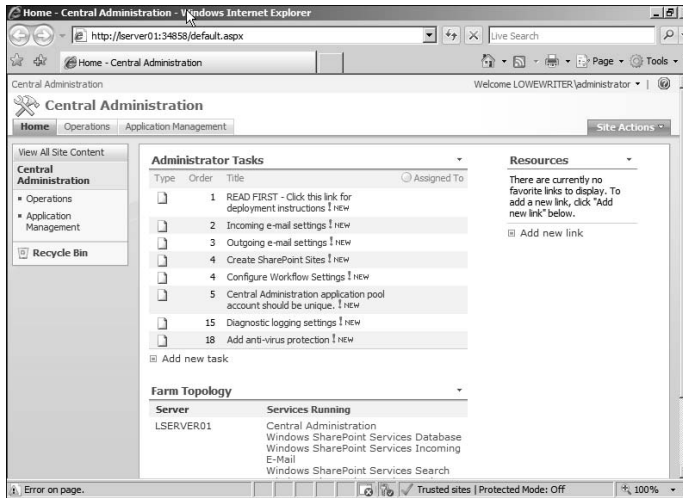 Home - Central Administration - Windows Internet Explorer
http://lserver01:34858/default.aspx
Live Search
Home - Central Administration
Page
Tools
Central Administration
Welcome LOWEWRITER\administrator
Central Administration
Home
Operations
Application Management
Site Actions
View All Site Content
Central
Administration
Operations
Application
Management
Recycle Bin
Administrator Tasks
Type
Order
Title
Assigned To
1 READ FIRST - Click this link for
deployment instructions ! NEW
2 Incoming e-mail settings ! NEW
3 Outgoing e-mail settings ! NEW
4 Create SharePoint Sites ! NEW
4 Configure Workflow Settings ! NEW
5 Central Administration application pool
account should be unique. ! NEW
15 Diagnostic logging settings ! NEW
18 Add anti-virus protection ! NEW
Add new task
Farm Topology
Server
Services Running
LSERVER01
Central Administration
Windows SharePoint Services Database
Windows SharePoint Services Incoming
E-Mail
Windows SharePoint Services Search
Resources
There are currently no
favorite links to display. To
add a new link, click "Add
new link" below.
Add new link
Error on page.
Trusted sites | Protected Mode: Off
100%